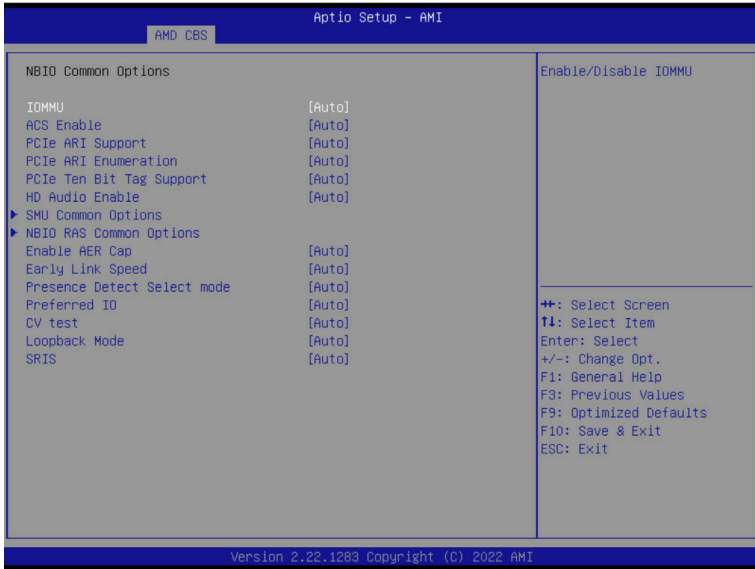 Aptio Setup – AMI
AMD CBS
NBIO Common Options
IOMMU [Auto]
ACS Enable [Auto]
PCIe ARI Support [Auto]
PCIe ARI Enumeration [Auto]
PCIe Ten Bit Tag Support [Auto]
HD Audio Enable [Auto]
SMU Common Options
NBIO RAS Common Options
Enable AER Cap [Auto]
Early Link Speed [Auto]
Presence Detect Select mode [Auto]
Preferred IO [Auto]
CV test [Auto]
Loopback Mode [Auto]
SRIS [Auto]
Enable/Disable IOMMU
→←: Select Screen
↑↓: Select Item
Enter: Select
+/-: Change Opt.
F1: General Help
F3: Previous Values
F9: Optimized Defaults
F10: Save & Exit
ESC: Exit
Version 2.22.1283 Copyright (C) 2022 AMI